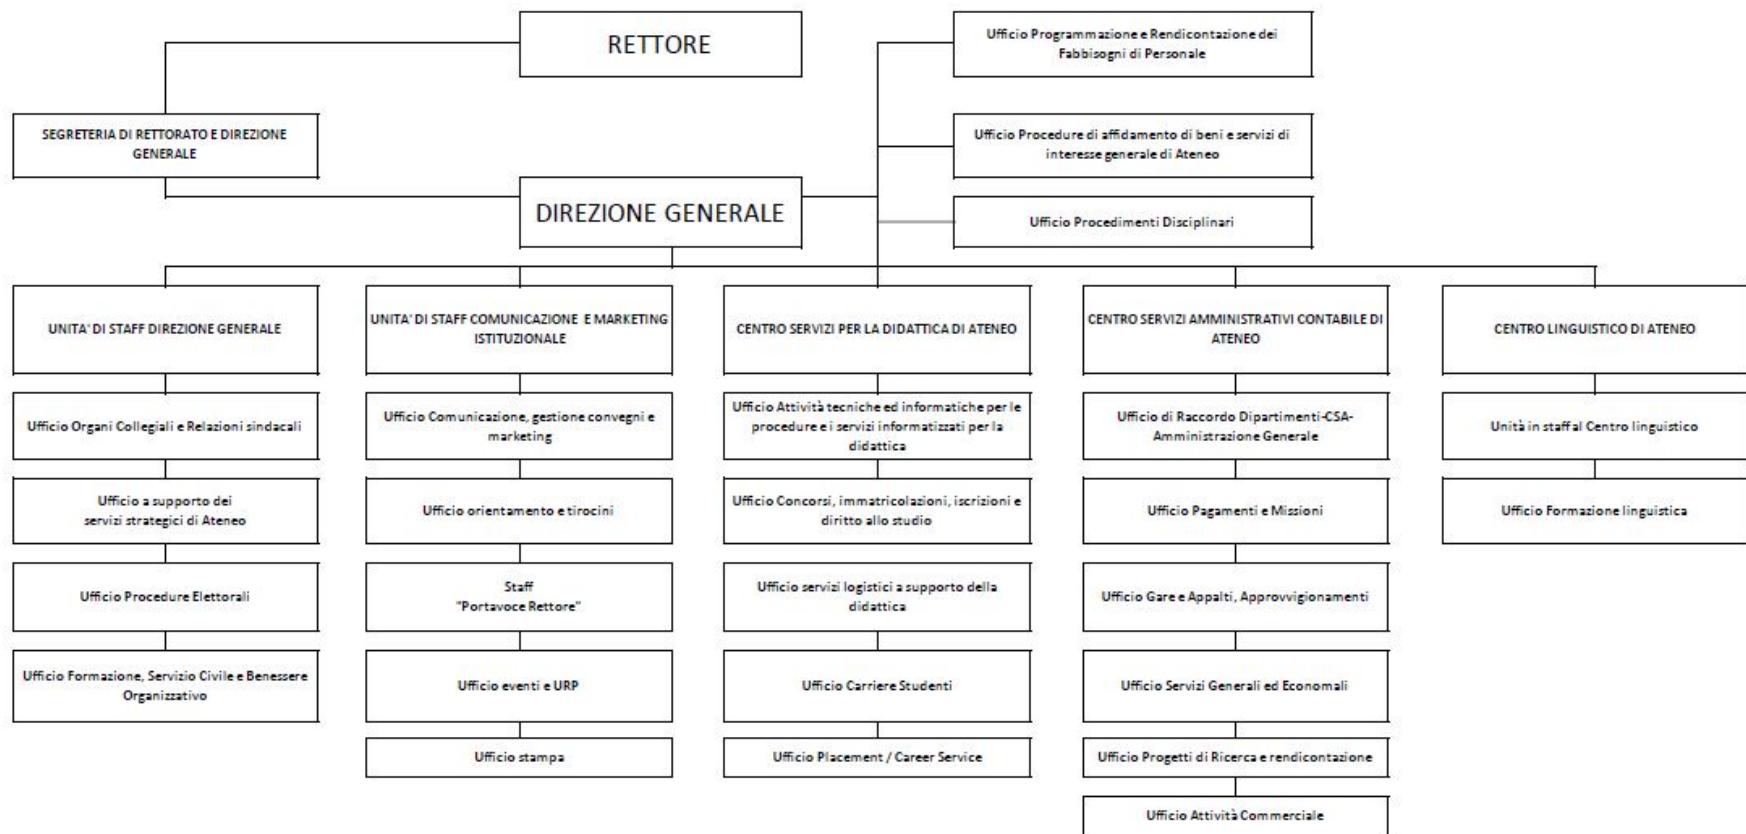 RETTORE
Ufficio Programmazione e Rendicontazione dei
Fabbisogni di Personale
SEGRETERIA DI RETTORATO E DIREZIONE
GENERALE
Ufficio Procedure di affidamento di beni e servizi di
interesse generale di Ateneo
DIREZIONE GENERALE
Ufficio Procedimenti Disciplinari
UNITA' DI STAFF DIREZIONE GENERALE
UNITA' DI STAFF COMUNICAZIONE E MARKETING
ISTITUZIONALE
CENTRO SERVIZI PER LA DIDATTICA DI ATENEO
CENTRO SERVIZI AMMINISTRATIVI CONTABILE DI
ATENEO
CENTRO LINGUISTICO DI ATENEO
Ufficio Organi Collegiali e Relazioni sindacali
Ufficio Comunicazione, gestione convegni e
marketing
Ufficio Attività tecniche ed informatiche per le
procedure e i servizi informatizzati per la
didattica
Ufficio di Raccordo Dipartimenti-CSA-
Amministrazione Generale
Unità in staff al Centro linguistico
Ufficio a supporto dei
servizi strategici di Ateneo
Ufficio orientamento e tirocini
Ufficio Concorsi, immatricolazioni, iscrizioni e
diritto allo studio
Ufficio Pagamenti e Missioni
Ufficio Formazione linguistica
Ufficio Procedure Elettorali
Staff
"Portavoce Rettore"
Ufficio servizi logistici a supporto della
didattica
Ufficio Gare e Appalti, Approvvigionamenti
Ufficio Formazione, Servizio Civile e Benessere
Organizzativo
Ufficio eventi e URP
Ufficio Carriere Studenti
Ufficio Servizi Generali ed Economali
Ufficio stampa
Ufficio Placement / Career Service
Ufficio Progetti di Ricerca e rendicontazione
Ufficio Attività Commerciale